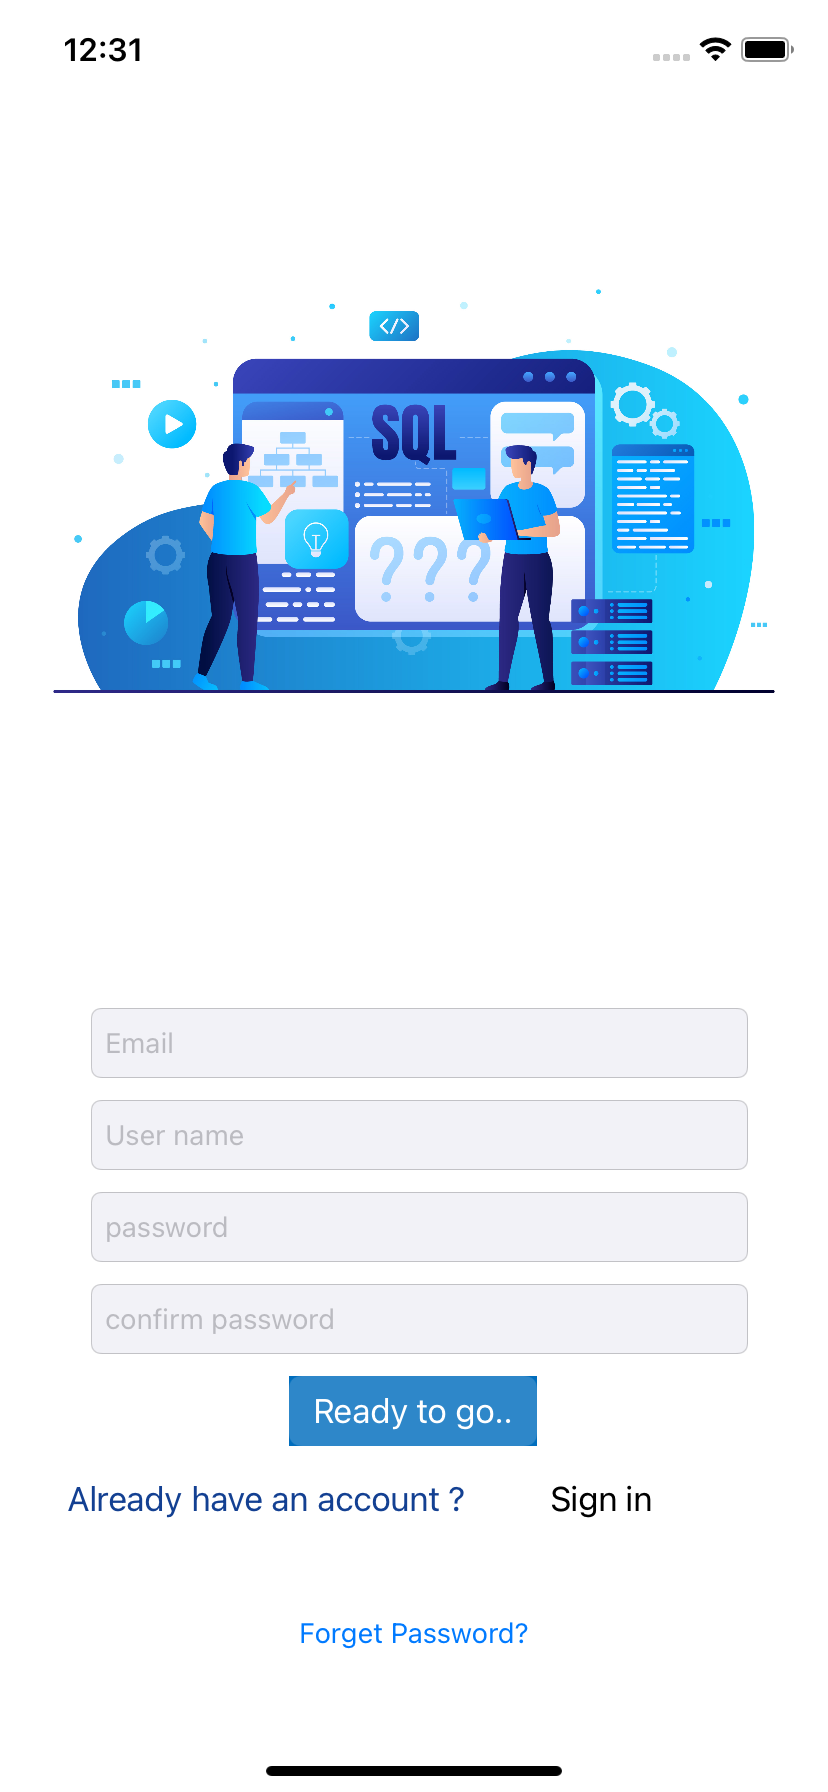 12:31
</>
SQL
???
Email
User name
password
confirm password
Ready to go..
Already have an account ? Sign in
Forget Password?